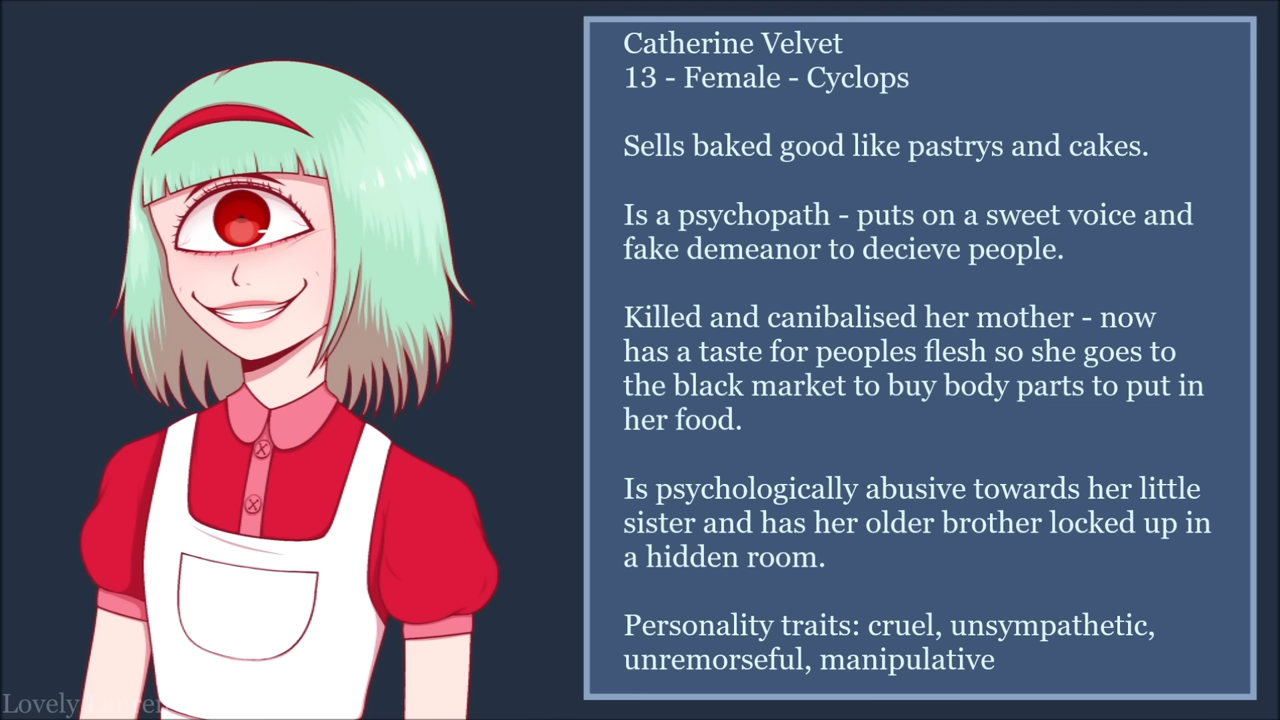 Catherine Velvet
13 - Female - Cyclops
Sells baked good like pastrys and cakes.
Is a psychopath - puts on a sweet voice and
fake demeanor to decieve people.
Killed and canibalised her mother - now
has a taste for peoples flesh so she goes to
the black market to buy body parts to put in
her food.
Is psychologically abusive towards her little
sister and has her older brother locked up in
a hidden room.
Personality traits: cruel, unsympathetic,
unremorseful, manipulative
Lovely